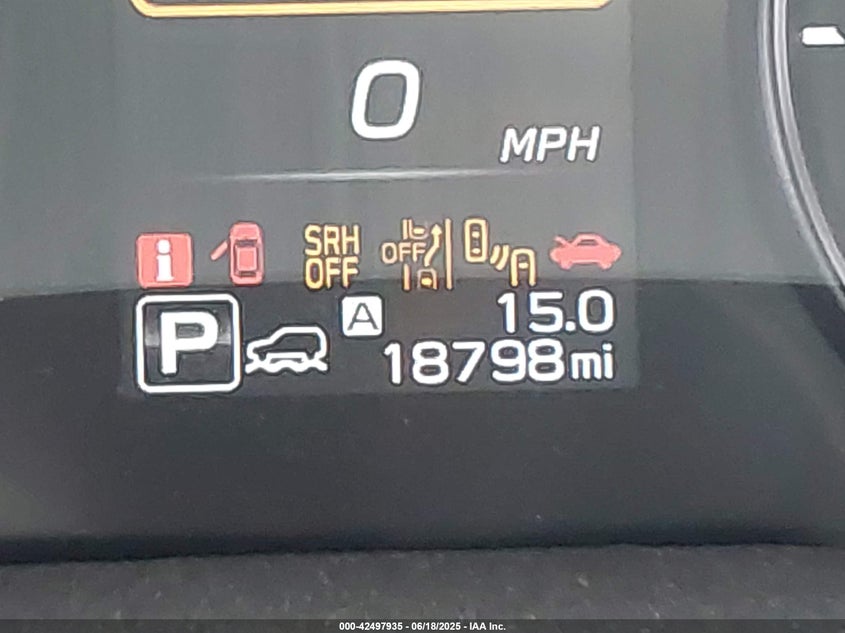 0
MPH
i
SRH
OFF
OFF
P
A
15.0
18798mi
000-42497935 - 06/18/2025 - IAA Inc.